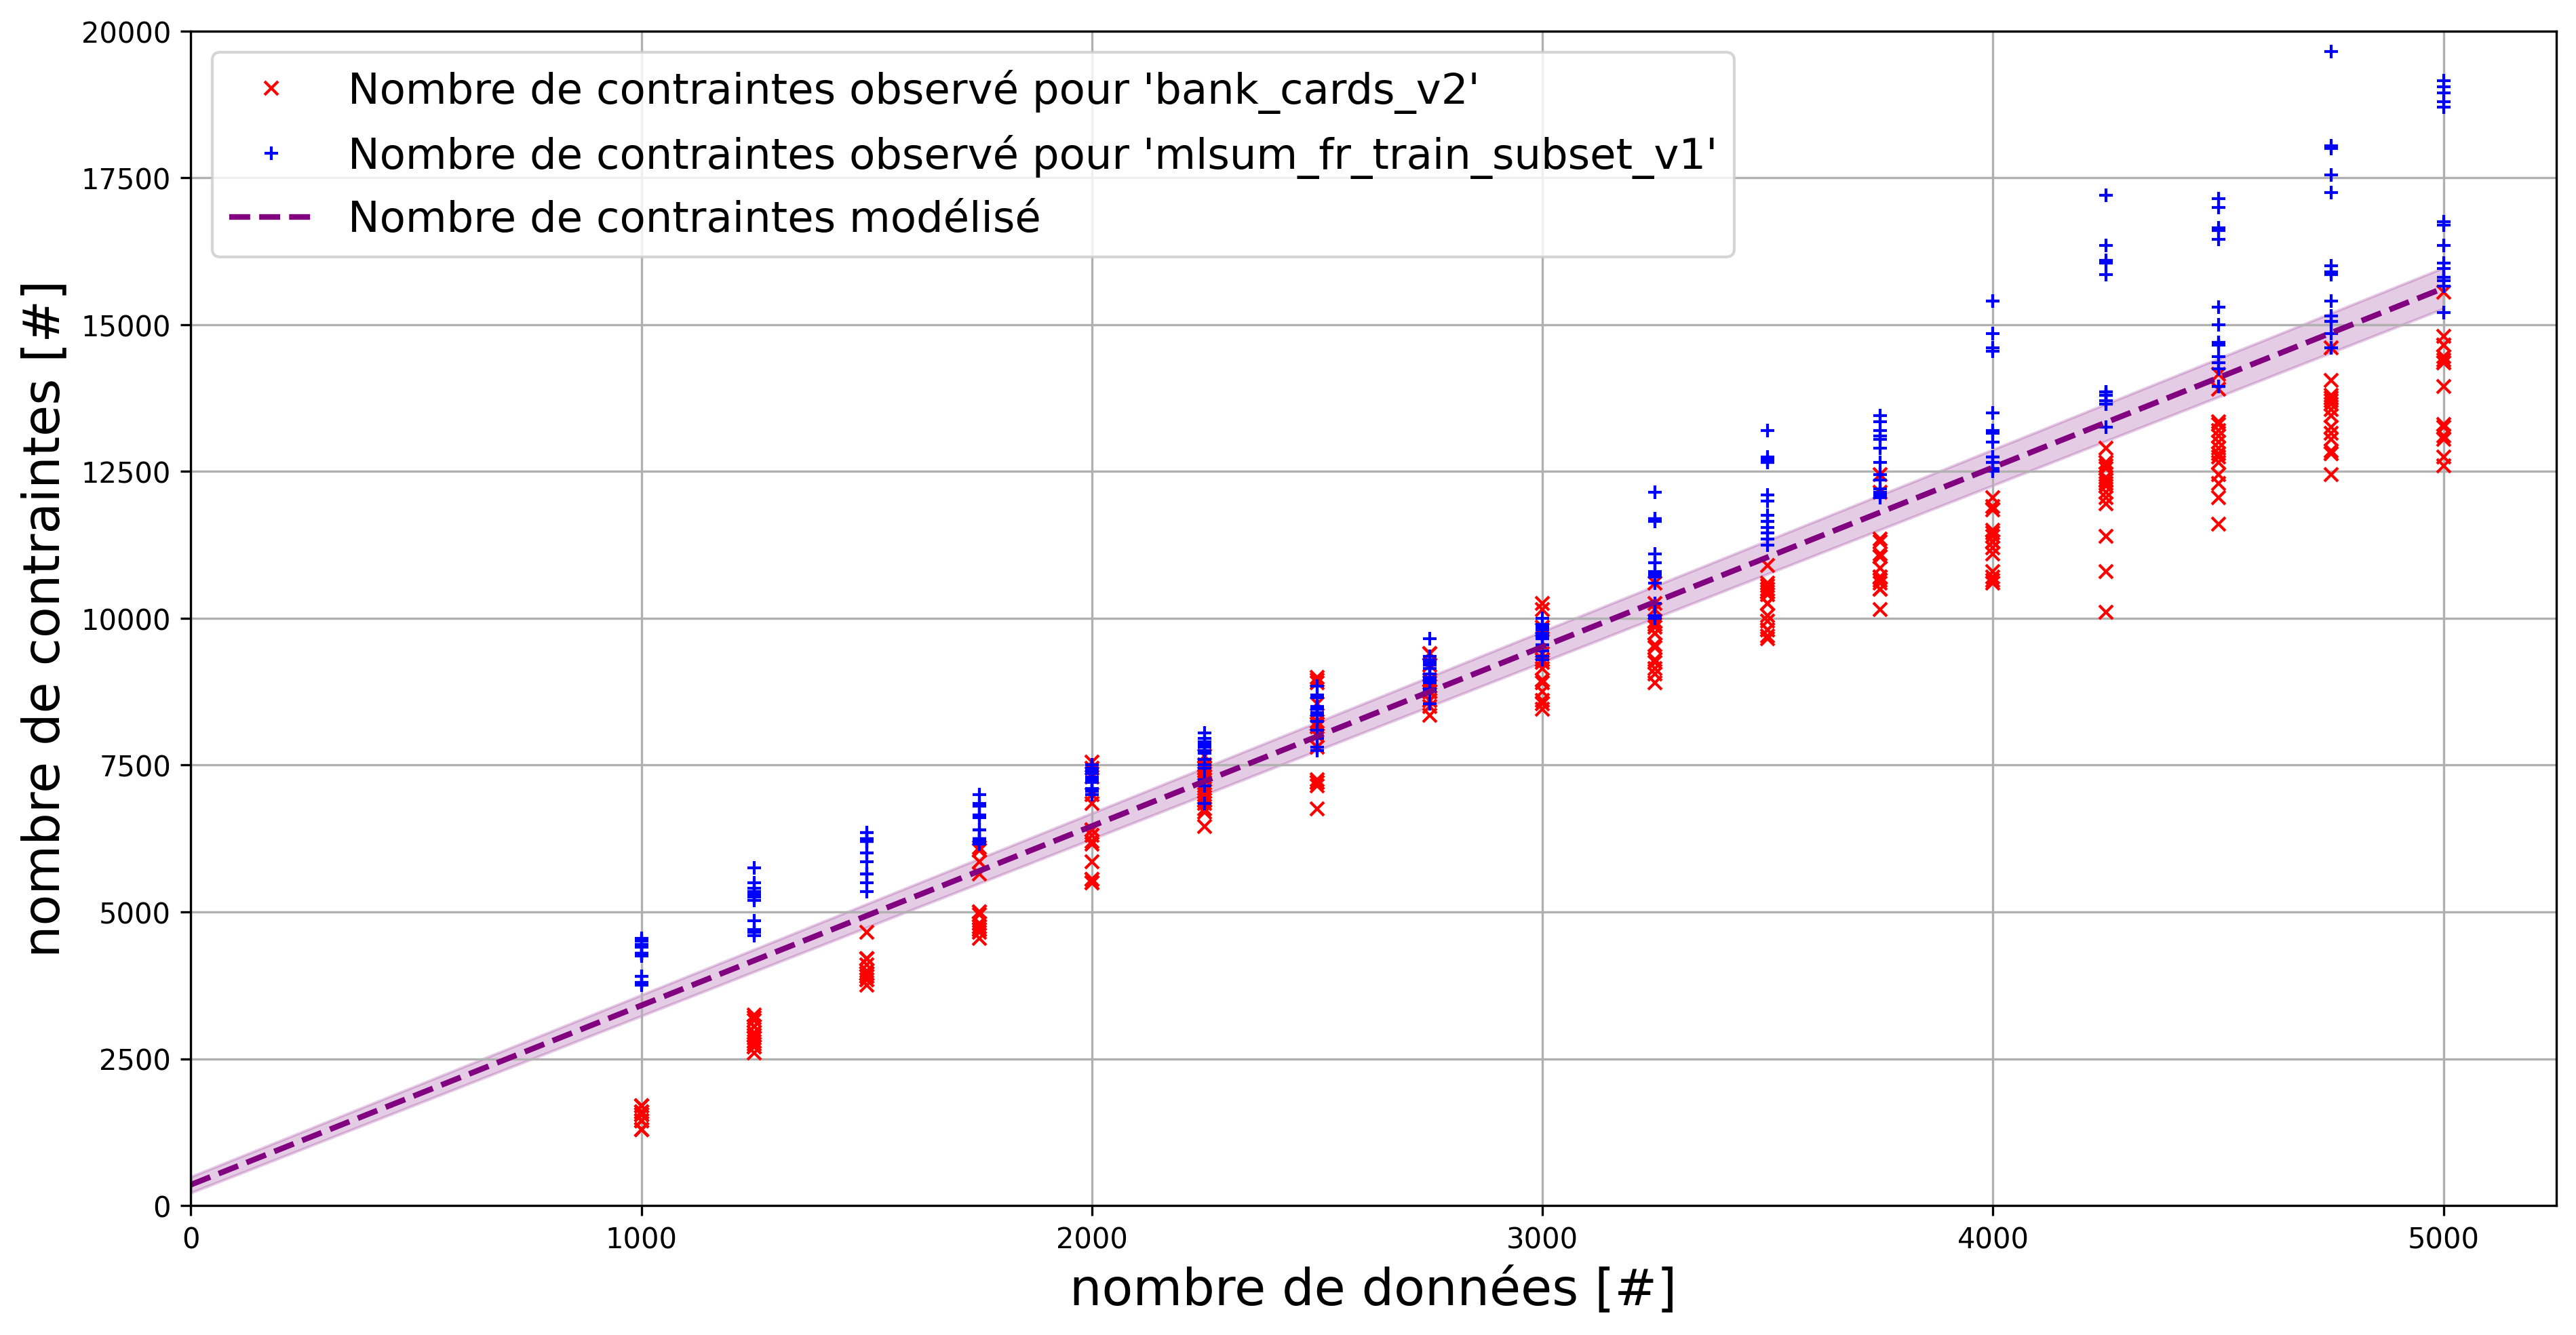 20000
17500
15000
12500
10000
7500
5000
2500
0
nombre de contraintes [#]
Nombre de contraintes observé pour 'bank_cards_v2'
Nombre de contraintes observé pour 'mlsum_fr_train_subset_v1'
Nombre de contraintes modélisé
0 1000 2000 3000 4000 5000
nombre de données [#]